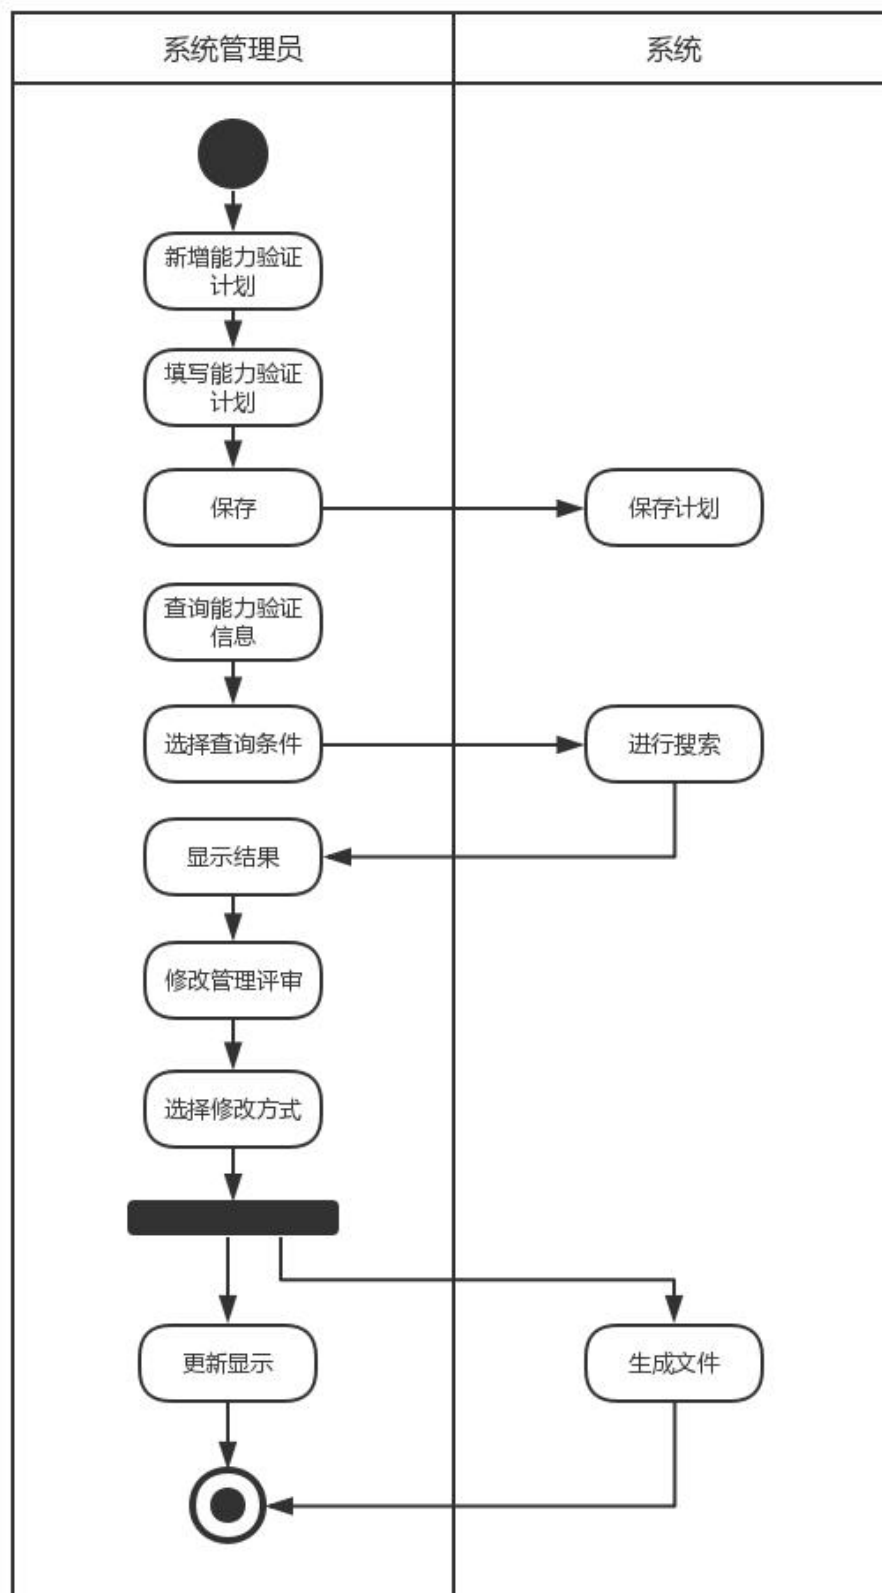 系统管理员
系统
新增能力验证
计划
填写能力验证
计划
保存
保存计划
查询能力验证
信息
选择查询条件
进行搜索
显示结果
修改管理评审
选择修改方式
更新显示
生成文件